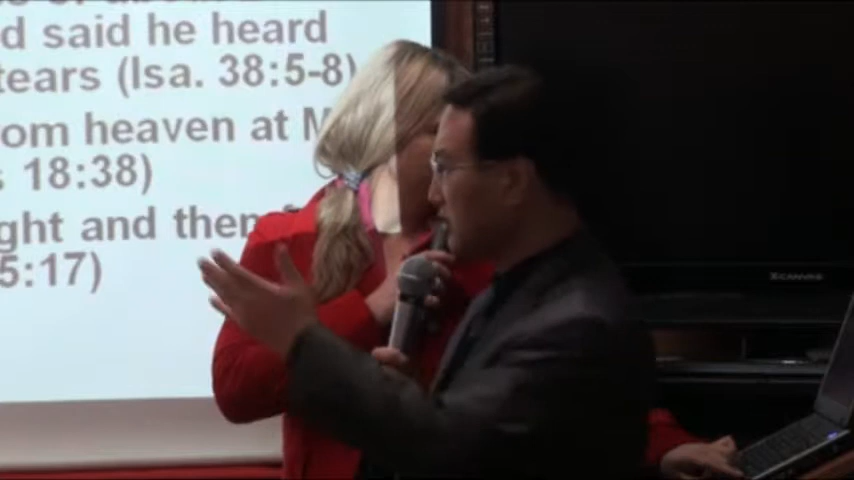 d said he heard
tears (Isa. 38:5-8)
om heaven at M
s 18:38)
ght and then
5:17)